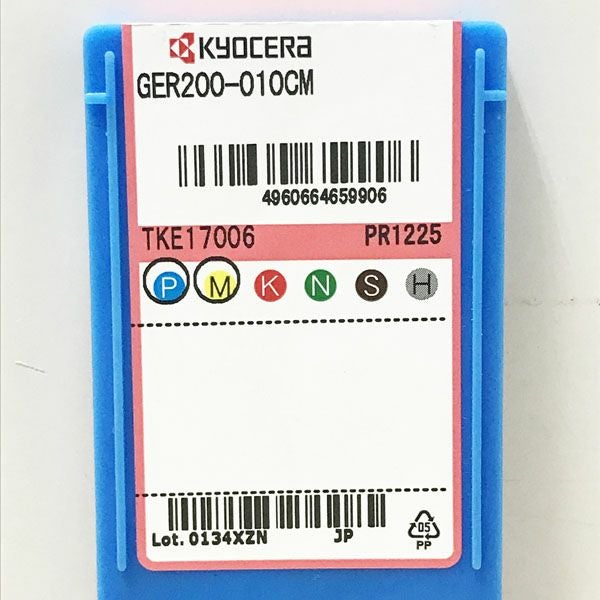 KYOCERA
GER200-010CM
4960664659906
TKE17006 PR1225
P M K N S H
Lot. 0134XZN JP
05
PP